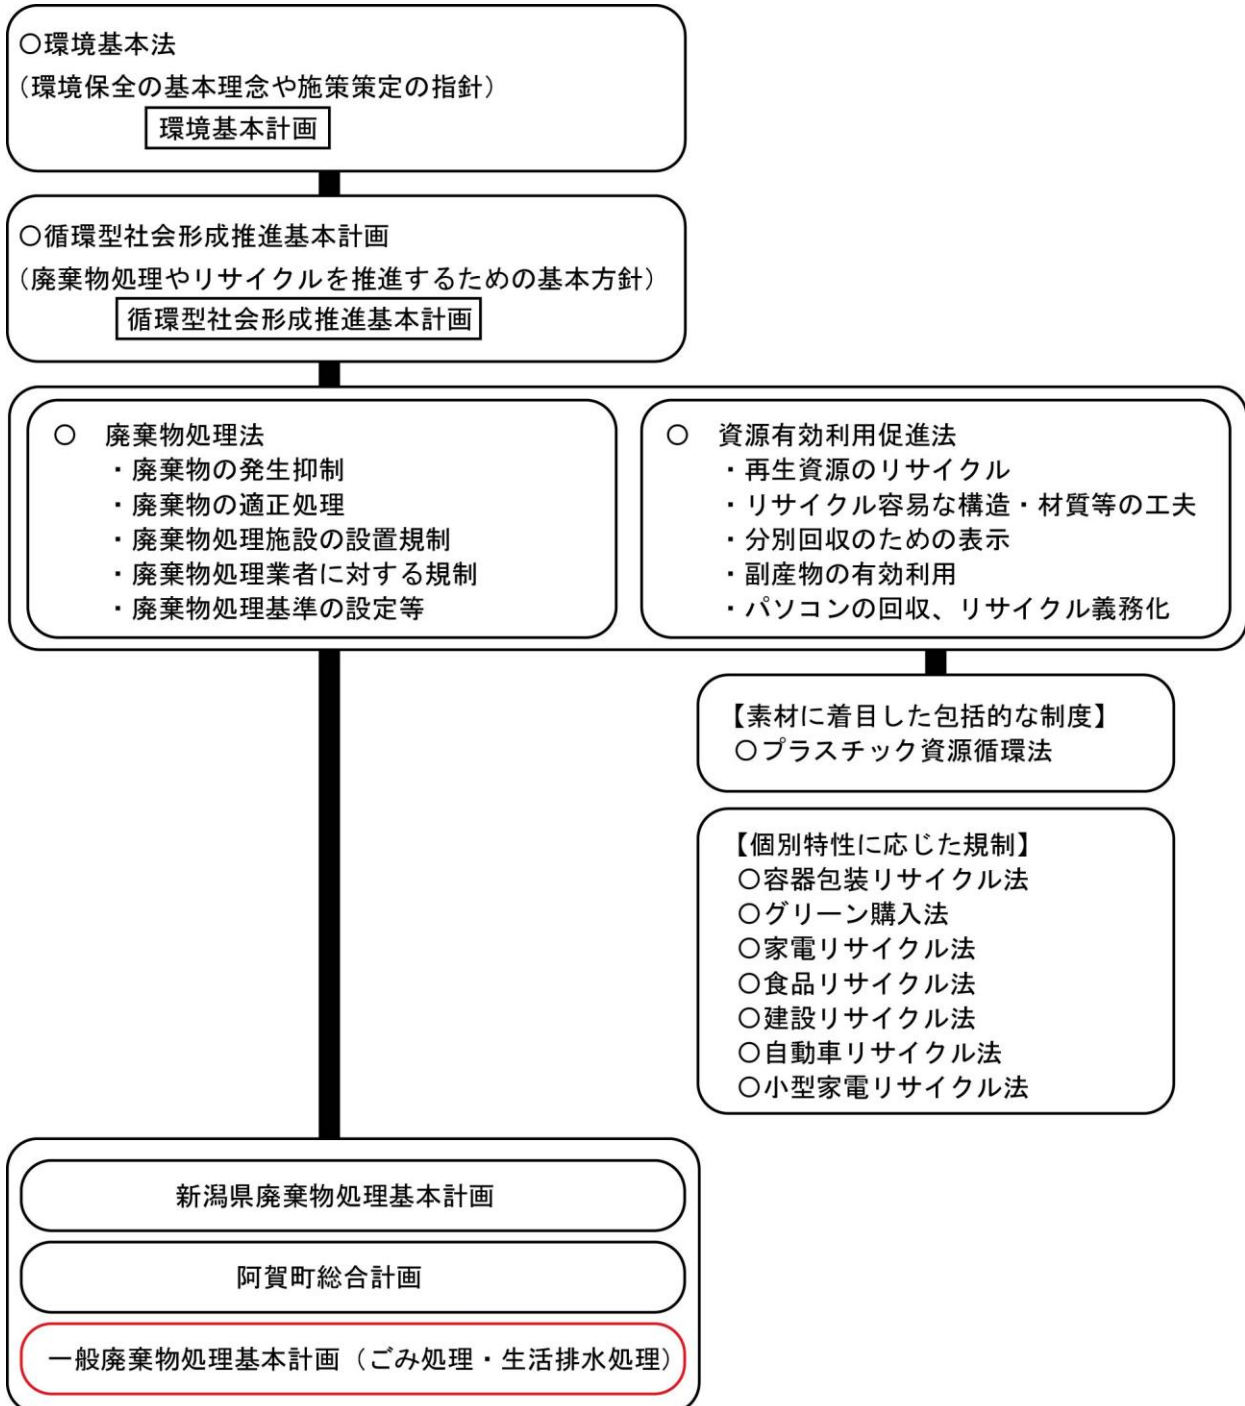 ○環境基本法
（環境保全の基本理念や施策策定の指針）
環境基本計画
○循環型社会形成推進基本計画
（廃棄物処理やリサイクルを推進するための基本方針）
循環型社会形成推進基本計画
○　廃棄物処理法
・廃棄物の発生抑制
・廃棄物の適正処理
・廃棄物処理施設の設置規制
・廃棄物処理業者に対する規制
・廃棄物処理基準の設定等
○　資源有効利用促進法
・再生資源のリサイクル
・リサイクル容易な構造・材質等の工夫
・分別回収のための表示
・副産物の有効利用
・パソコンの回収、リサイクル義務化
【素材に着目した包括的な制度】
○プラスチック資源循環法
【個別特性に応じた規制】
○容器包装リサイクル法
○グリーン購入法
○家電リサイクル法
○食品リサイクル法
○建設リサイクル法
○自動車リサイクル法
○小型家電リサイクル法
新潟県廃棄物処理基本計画
阿賀町総合計画
一般廃棄物処理基本計画（ごみ処理・生活排水処理）